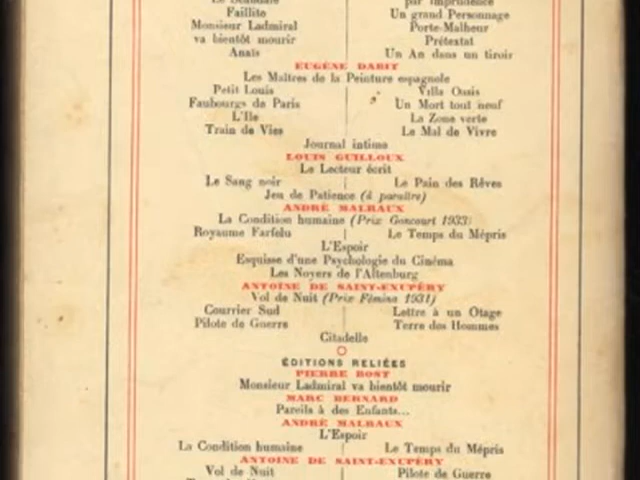 Le Scandale par imprudence
Faillite Un grand Personnage
Monsieur Ladmiral Porte-Malheur
va bientôt mourir Prétextat
Anaïs Un An dans un tiroir
EUGÈNE DABIT
Les Maîtres de la Peinture espagnole
Petit Louis Villa Oasis
Faubourgs de Paris Un Mort tout neuf
L'Ile La Zone verte
Train de Vies Le Mal de Vivre
Journal intime
LOUIS GUILLOUX
Le Lecteur écrit
Le Sang noir Le Pain des Rêves
Jeu de Patience (à paraître)
ANDRÉ MALRAUX
La Condition humaine (Prix Goncourt 1933)
Royaume Farfelu Le Temps du Mépris
L'Espoir
Esquisse d'une Psychologie du Cinéma
Les Noyers de l'Altenburg
ANTOINE DE SAINT-EXUPÉRY
Vol de Nuit (Prix Fémina 1931)
Courrier Sud Lettre à un Otage
Pilote de Guerre Terre des Hommes
Citadelle
ÉDITIONS RELIÉES
PIERRE BOST
Monsieur Ladmiral va bientôt mourir
MARC BERNARD
Pareils à des Enfants...
ANDRÉ MALRAUX
L'Espoir
La Condition humaine Le Temps du Mépris
ANTOINE DE SAINT-EXUPÉRY
Vol de Nuit Pilote de Guerre